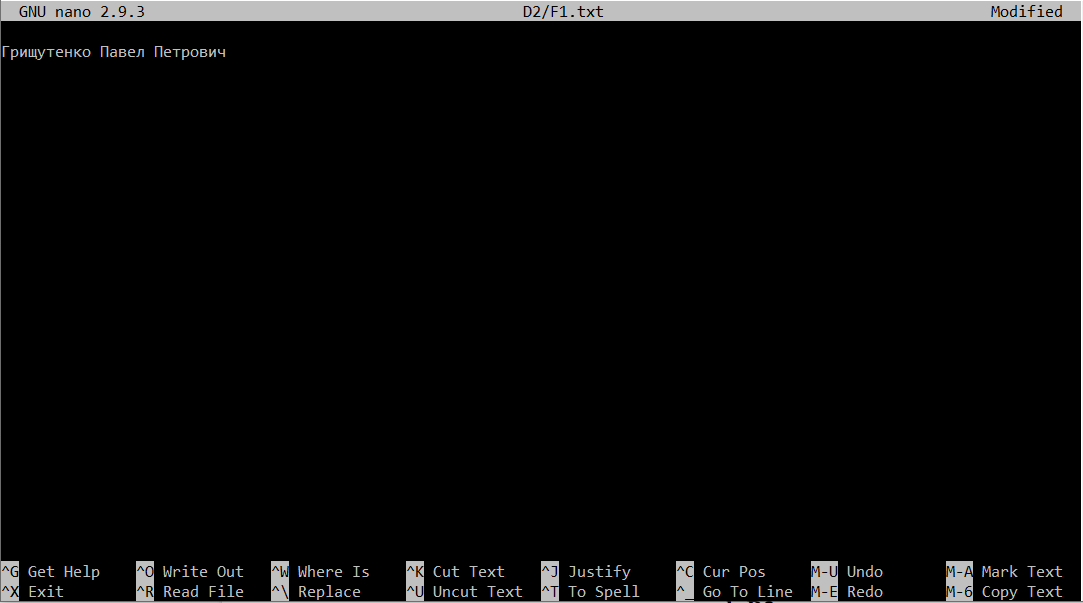 GNU nano 2.9.3 D2/F1.txt Modified
Грищутенко Павел Петрович
^G Get Help ^O Write Out ^W Where Is ^K Cut Text ^J Justify ^C Cur Pos M-U Undo M-A Mark Text
^X Exit ^R Read File ^\ Replace ^U Uncut Text ^T To Spell ^_ Go To Line M-E Redo M-6 Copy Text